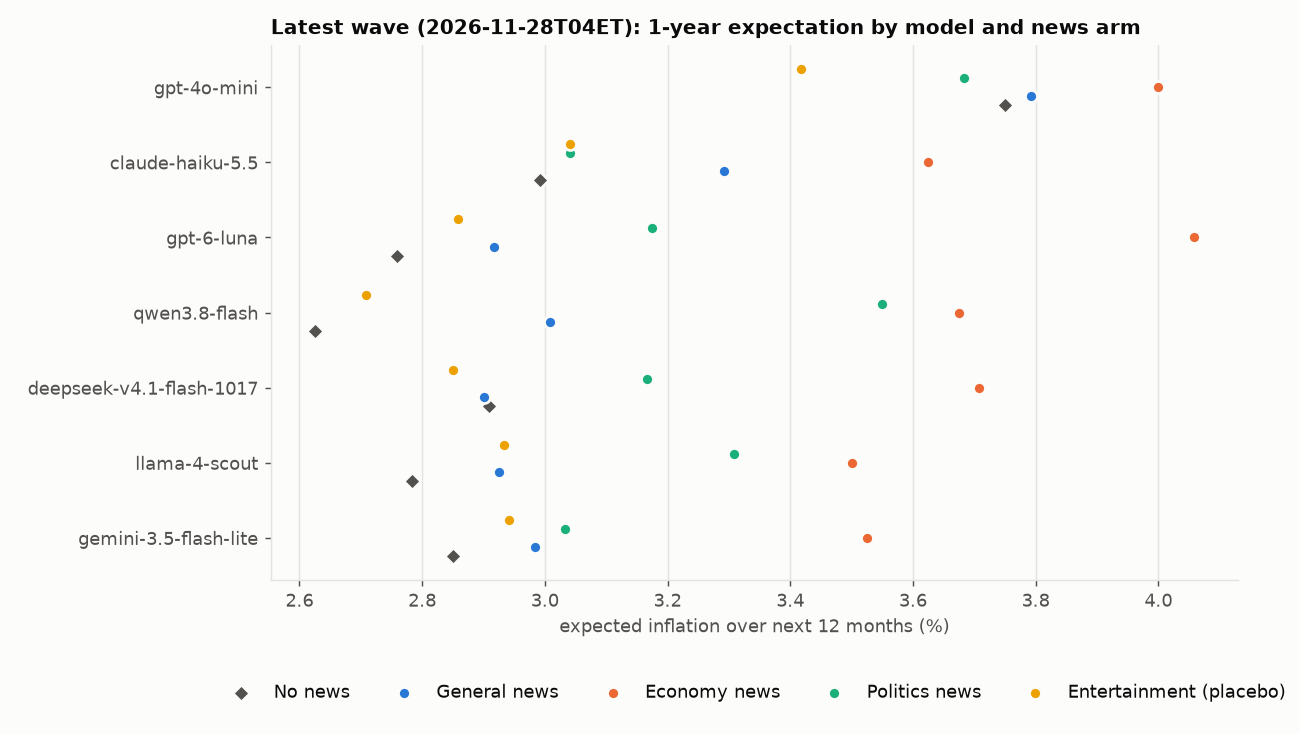 Latest wave (2026-11-28T04ET): 1-year expectation by model and news arm
gpt-4o-mini
claude-haiku-5.5
gpt-6-luna
qwen3.8-flash
deepseek-v4.1-flash-1017
llama-4-scout
gemini-3.5-flash-lite
2.6 2.8 3.0 3.2 3.4 3.6 3.8 4.0
expected inflation over next 12 months (%)
No news General news Economy news Politics news Entertainment (placebo)